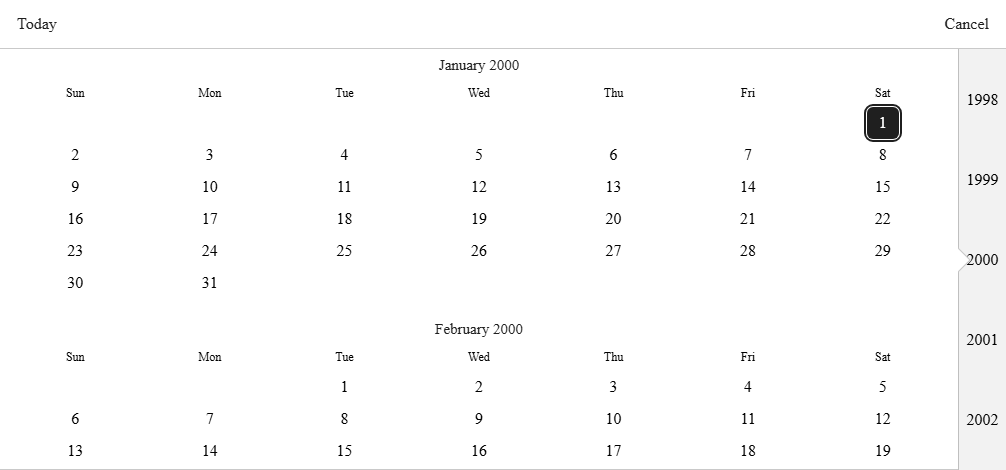 Today Cancel
January 2000
Sun Mon Tue Wed Thu Fri Sat
1
2 3 4 5 6 7 8
9 10 11 12 13 14 15
16 17 18 19 20 21 22
23 24 25 26 27 28 29
30 31
February 2000
Sun Mon Tue Wed Thu Fri Sat
1 2 3 4 5
6 7 8 9 10 11 12
13 14 15 16 17 18 19
1998
1999
2000
2001
2002